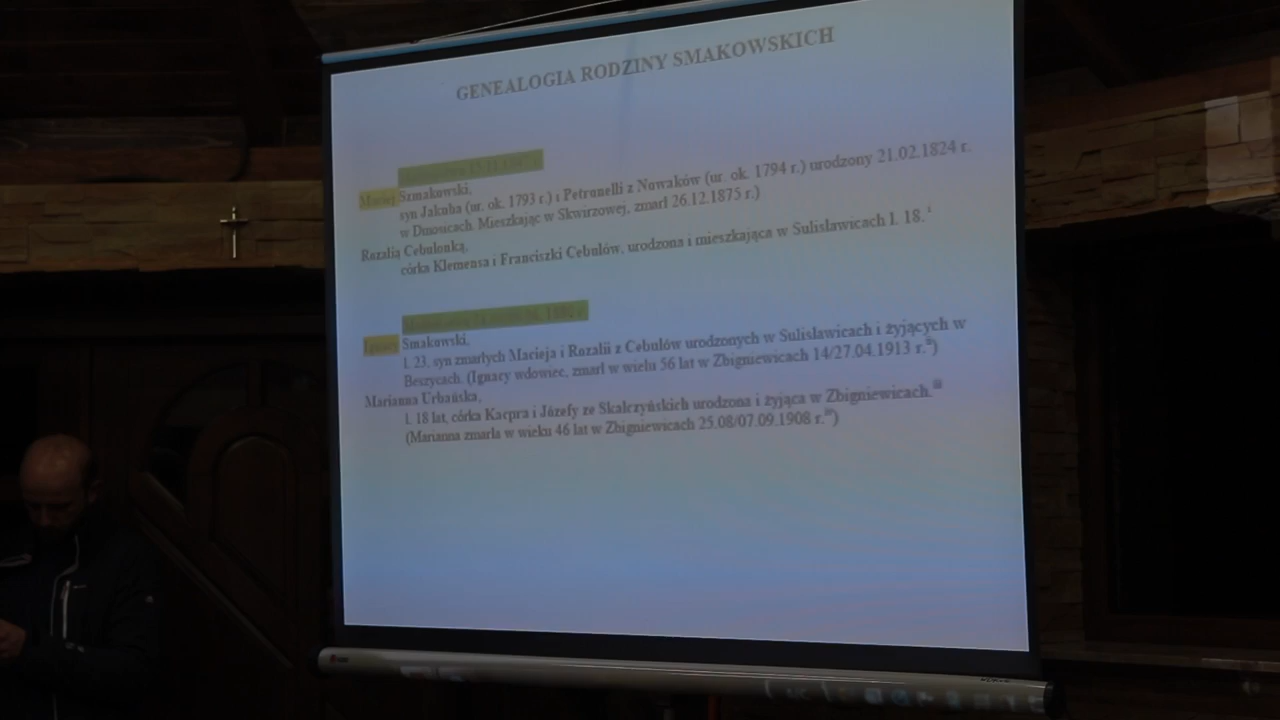 GENEALOGIA RODZINY SMAKOWSKICH
Maciej Szmakowski,
syn Jakuba (ur. ok. 1793 r.) i Petronelli z Nowaków (ur. ok. 1794 r.) urodzony 21.02.1824 r.
w Dmosicach. Mieszkając w Skwirzowej, zmarł 26.12.1875 r.)
Rozalią Cebulonką,
córka Klemensa i Franciszki Cebulów, urodzona i mieszkająca w Sulisławicach l. 18.
Ignacy Smakowski,
l. 23, syn zmarłych Macieja i Rozalii z Cebulów urodzonych w Sulisławicach i żyjących w
Beszycach. (Ignacy wdowiec, zmarł w wielu 56 lat w Zbigniewicach 14/27.04.1913 r.)
Marianna Urbańska,
l. 18 lat, córka Kacpra i Józefy ze Skalczyńskich urodzona i żyjąca w Zbigniewicach.
(Marianna zmarła w wieku 46 lat w Zbigniewicach 25.08/07.09.1908 r.)